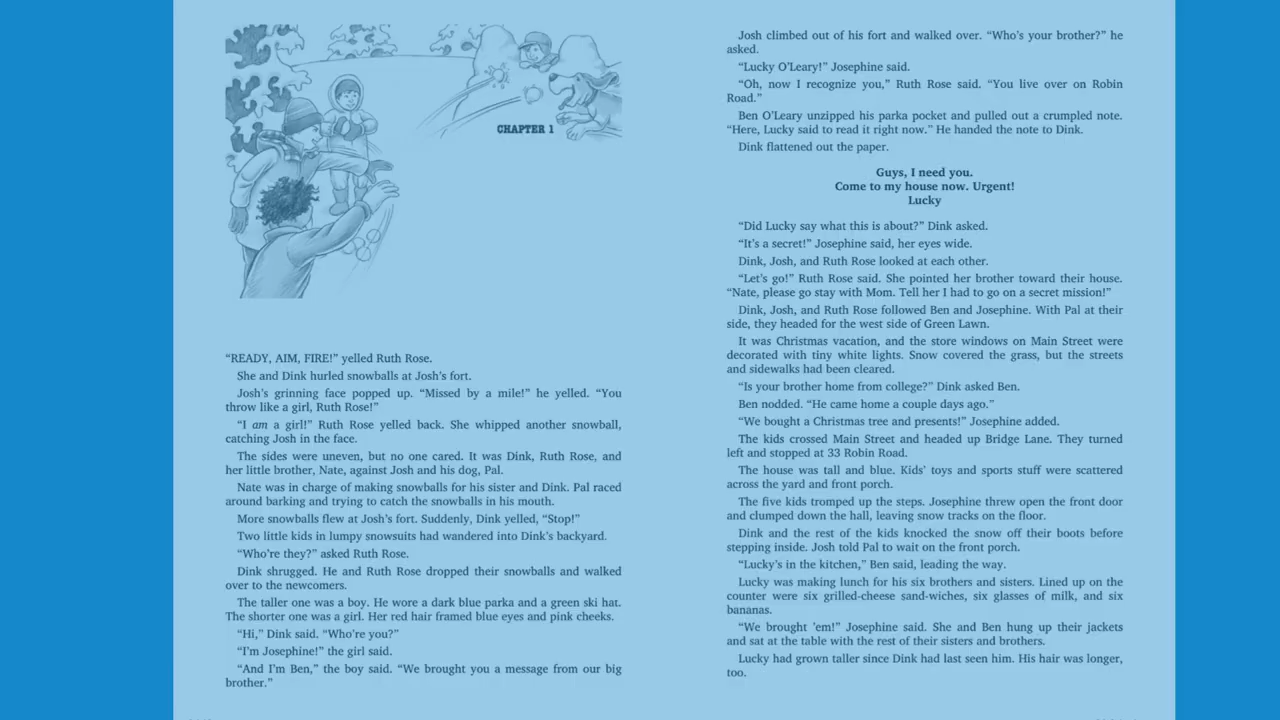 CHAPTER 1
“READY, AIM, FIRE!” yelled Ruth Rose.
She and Dink hurled snowballs at Josh’s fort.
Josh’s grinning face popped up. “Missed by a mile!” he yelled. “You
throw like a girl, Ruth Rose!”
“I am a girl!” Ruth Rose yelled back. She whipped another snowball,
catching Josh in the face.
The sides were uneven, but no one cared. It was Dink, Ruth Rose, and
her little brother, Nate, against Josh and his dog, Pal.
Nate was in charge of making snowballs for his sister and Dink. Pal raced
around barking and trying to catch the snowballs in his mouth.
More snowballs flew at Josh’s fort. Suddenly, Dink yelled, “Stop!”
Two little kids in lumpy snowsuits had wandered into Dink’s backyard.
“Who’re they?” asked Ruth Rose.
Dink shrugged. He and Ruth Rose dropped their snowballs and walked
over to the newcomers.
The taller one was a boy. He wore a dark blue parka and a green ski hat.
The shorter one was a girl. Her red hair framed blue eyes and pink cheeks.
“Hi,” Dink said. “Who’re you?”
“I’m Josephine!” the girl said.
“And I’m Ben,” the boy said. “We brought you a message from our big
brother.”
Josh climbed out of his fort and walked over. “Who’s your brother?” he
asked.
“Lucky O’Leary!” Josephine said.
“Oh, now I recognize you,” Ruth Rose said. “You live over on Robin
Road.”
Ben O’Leary unzipped his parka pocket and pulled out a crumpled note.
“Here, Lucky said to read it right now.” He handed the note to Dink.
Dink flattened out the paper.
Guys, I need you.
Come to my house now. Urgent!
Lucky
“Did Lucky say what this is about?” Dink asked.
“It’s a secret!” Josephine said, her eyes wide.
Dink, Josh, and Ruth Rose looked at each other.
“Let’s go!” Ruth Rose said. She pointed her brother toward their house.
“Nate, please go stay with Mom. Tell her I had to go on a secret mission!”
Dink, Josh, and Ruth Rose followed Ben and Josephine. With Pal at their
side, they headed for the west side of Green Lawn.
It was Christmas vacation, and the store windows on Main Street were
decorated with tiny white lights. Snow covered the grass, but the streets
and sidewalks had been cleared.
“Is your brother home from college?” Dink asked Ben.
Ben nodded. “He came home a couple days ago.”
“We bought a Christmas tree and presents!” Josephine added.
The kids crossed Main Street and headed up Bridge Lane. They turned
left and stopped at 33 Robin Road.
The house was tall and blue. Kids’ toys and sports stuff were scattered
across the yard and front porch.
The five kids tromped up the steps. Josephine threw open the front door
and clumped down the hall, leaving snow tracks on the floor.
Dink and the rest of the kids knocked the snow off their boots before
stepping inside. Josh told Pal to wait on the front porch.
“Lucky’s in the kitchen,” Ben said, leading the way.
Lucky was making lunch for his six brothers and sisters. Lined up on the
counter were six grilled-cheese sand-wiches, six glasses of milk, and six
bananas.
“We brought ’em!” Josephine said. She and Ben hung up their jackets
and sat at the table with the rest of their sisters and brothers.
Lucky had grown taller since Dink had last seen him. His hair was longer,
too.